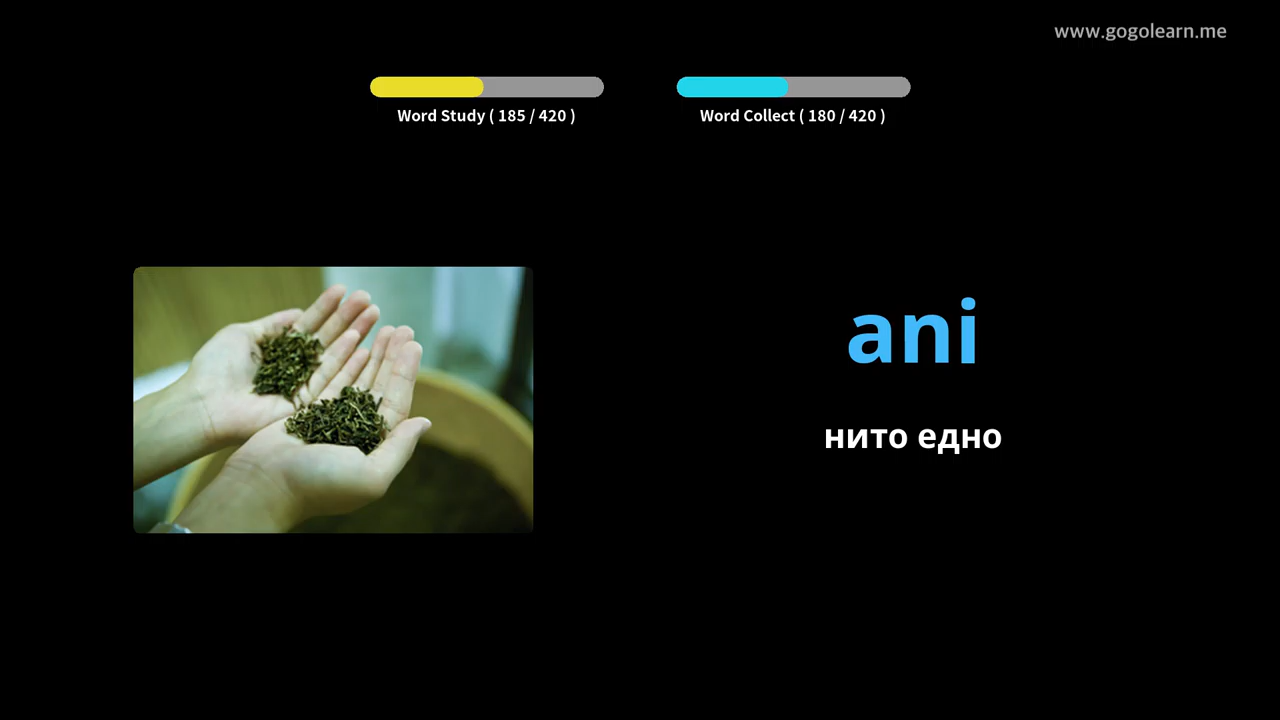 www.gogolearn.me
Word Study ( 185 / 420 )
Word Collect ( 180 / 420 )
ani
нито едно